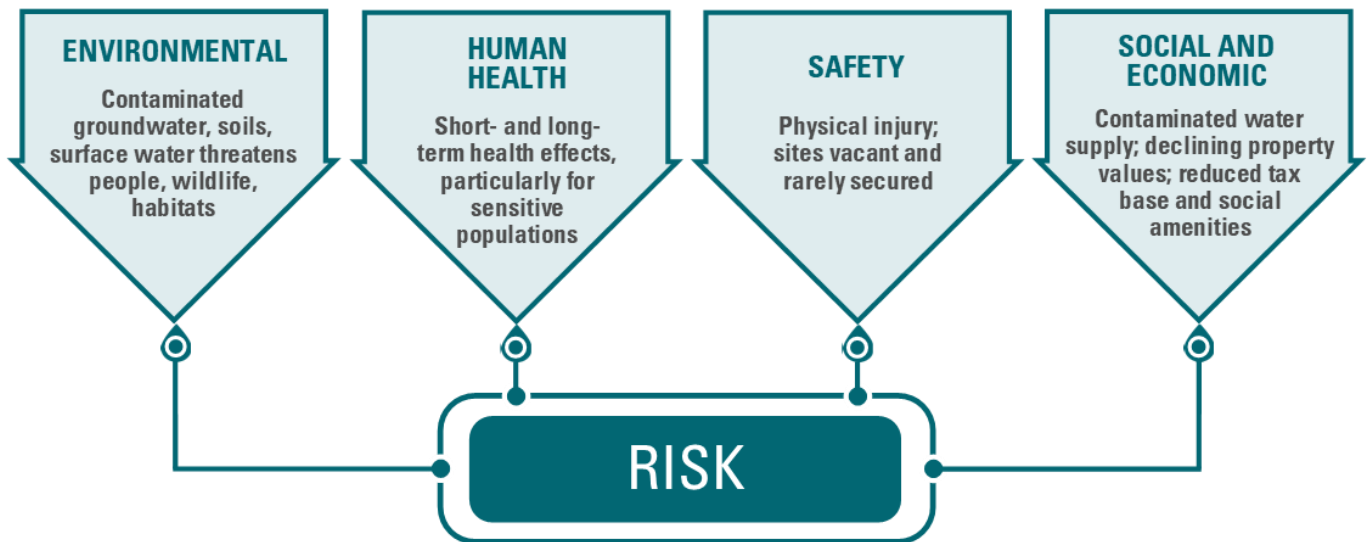 ENVIRONMENTAL
Contaminated
groundwater, soils,
surface water threatens
people, wildlife,
habitats
HUMAN
HEALTH
Short- and long-
term health effects,
particularly for
sensitive
populations
SAFETY
Physical injury;
sites vacant and
rarely secured
SOCIAL AND
ECONOMIC
Contaminated water
supply; declining property
values; reduced tax
base and social
amenities
RISK